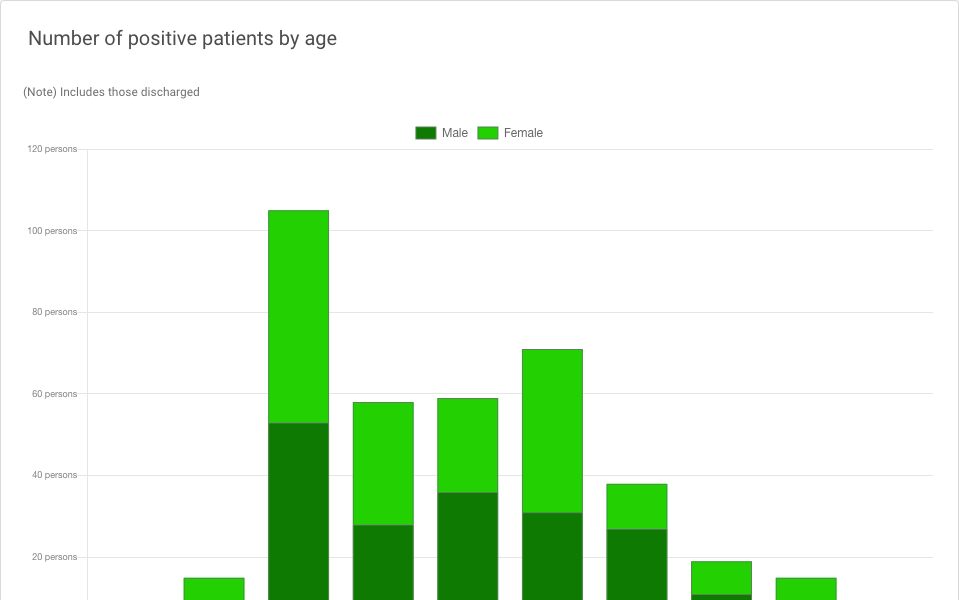 Number of positive patients by age
(Note) Includes those discharged
Male Female
120 persons
100 persons
80 persons
60 persons
40 persons
20 persons